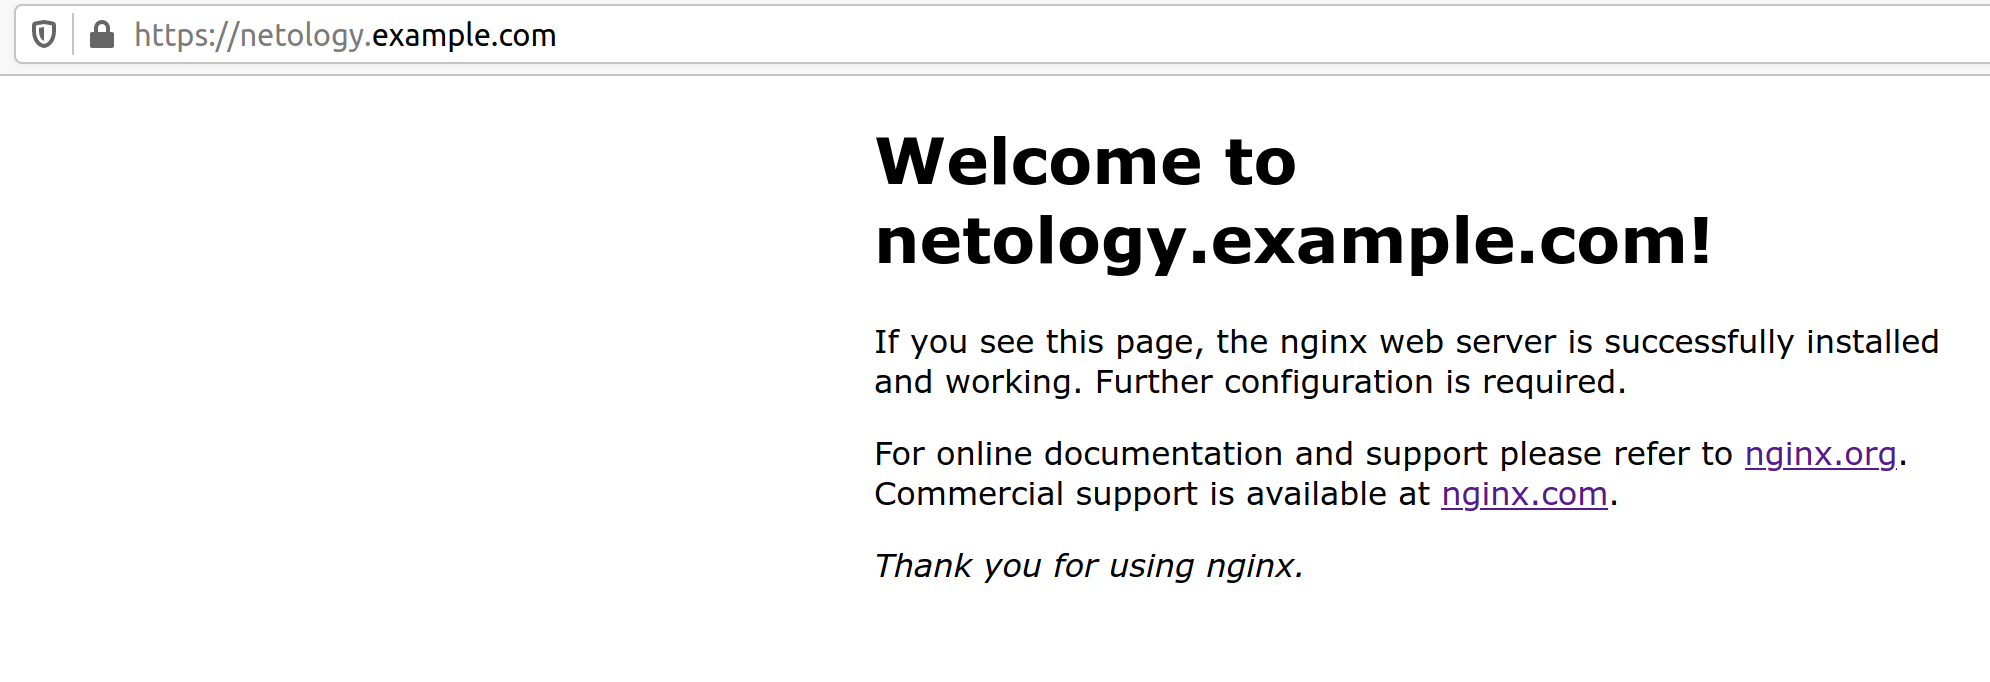 https://netology.example.com
Welcome to
netology.example.com!
If you see this page, the nginx web server is successfully installed
and working. Further configuration is required.
For online documentation and support please refer to nginx.org.
Commercial support is available at nginx.com.
Thank you for using nginx.